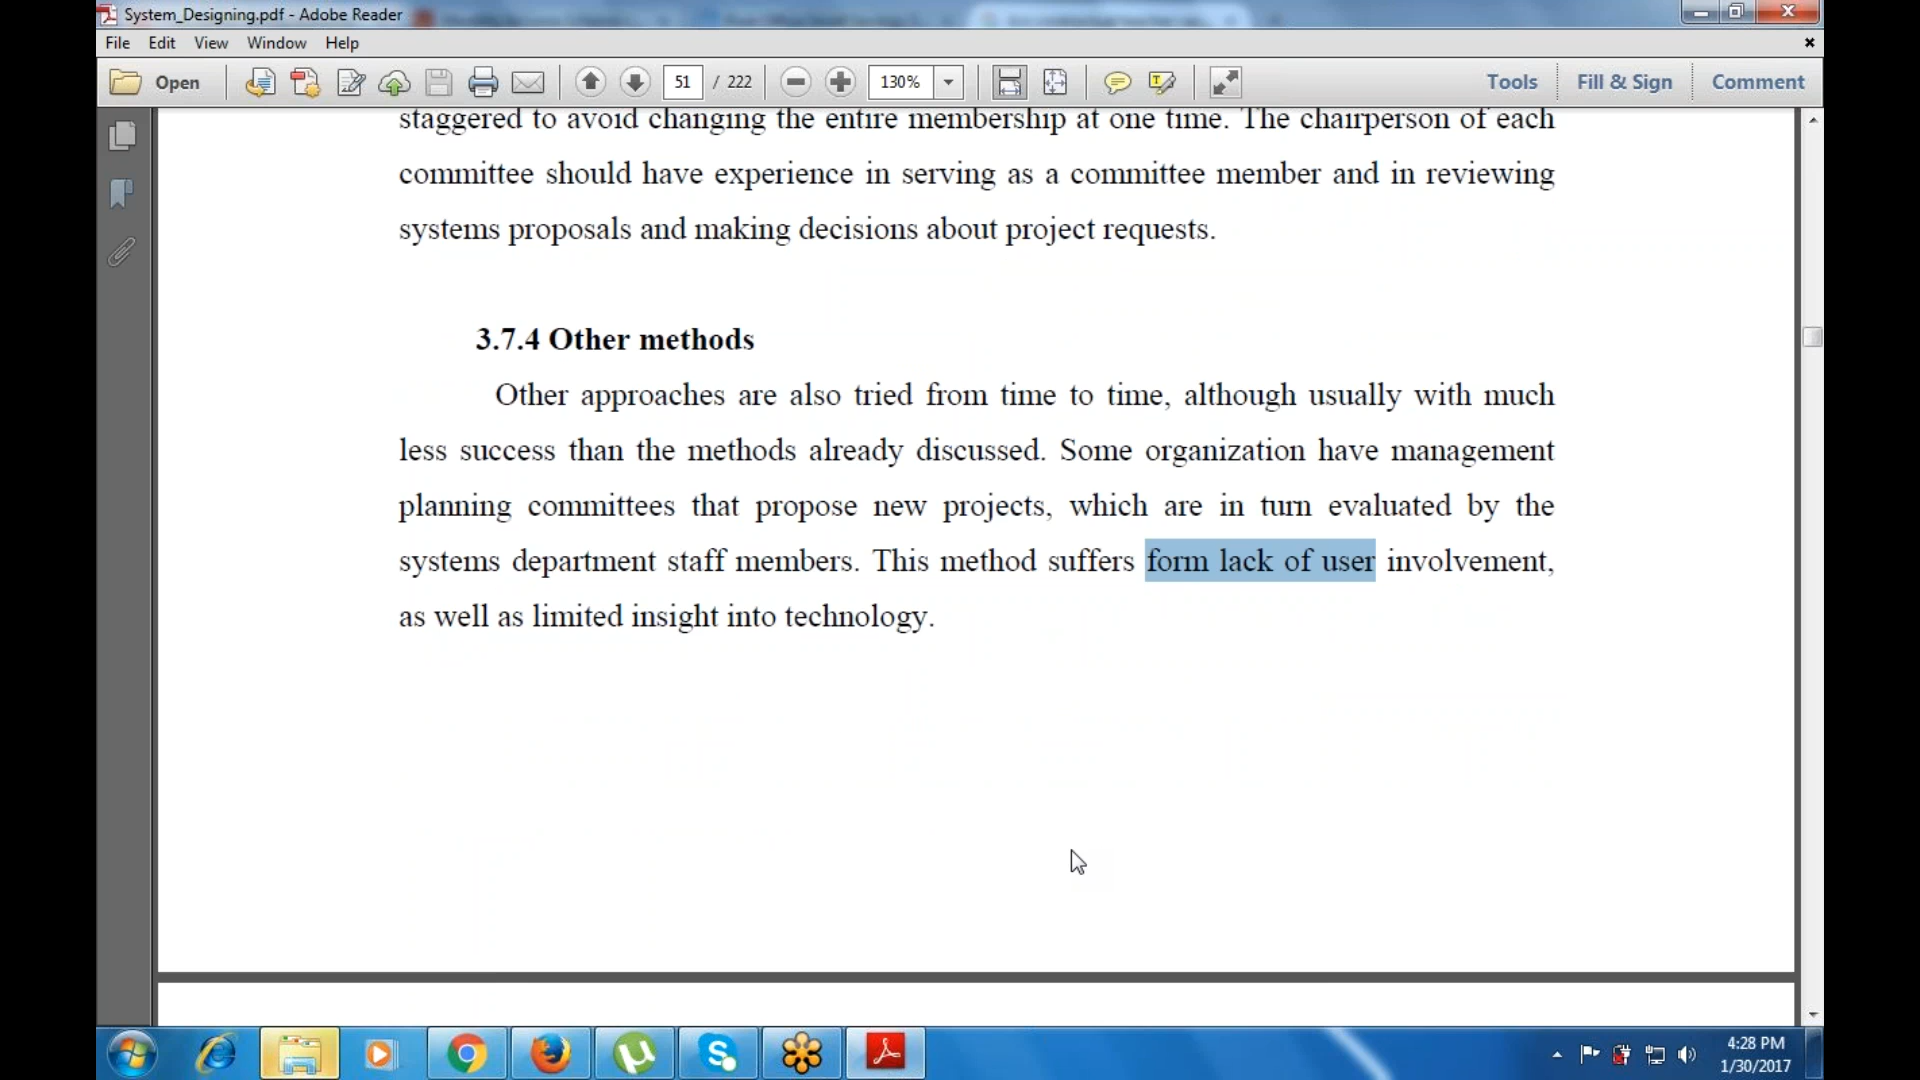 System_Designing.pdf - Adobe Reader
File Edit View Window Help
Open 51 / 222 130% Tools Fill & Sign Comment
staggered to avoid changing the entire membership at one time. The chairperson of each
committee should have experience in serving as a committee member and in reviewing
systems proposals and making decisions about project requests.
3.7.4 Other methods
Other approaches are also tried from time to time, although usually with much
less success than the methods already discussed. Some organization have management
planning committees that propose new projects, which are in turn evaluated by the
systems department staff members. This method suffers form lack of user involvement,
as well as limited insight into technology.
4:28 PM
1/30/2017